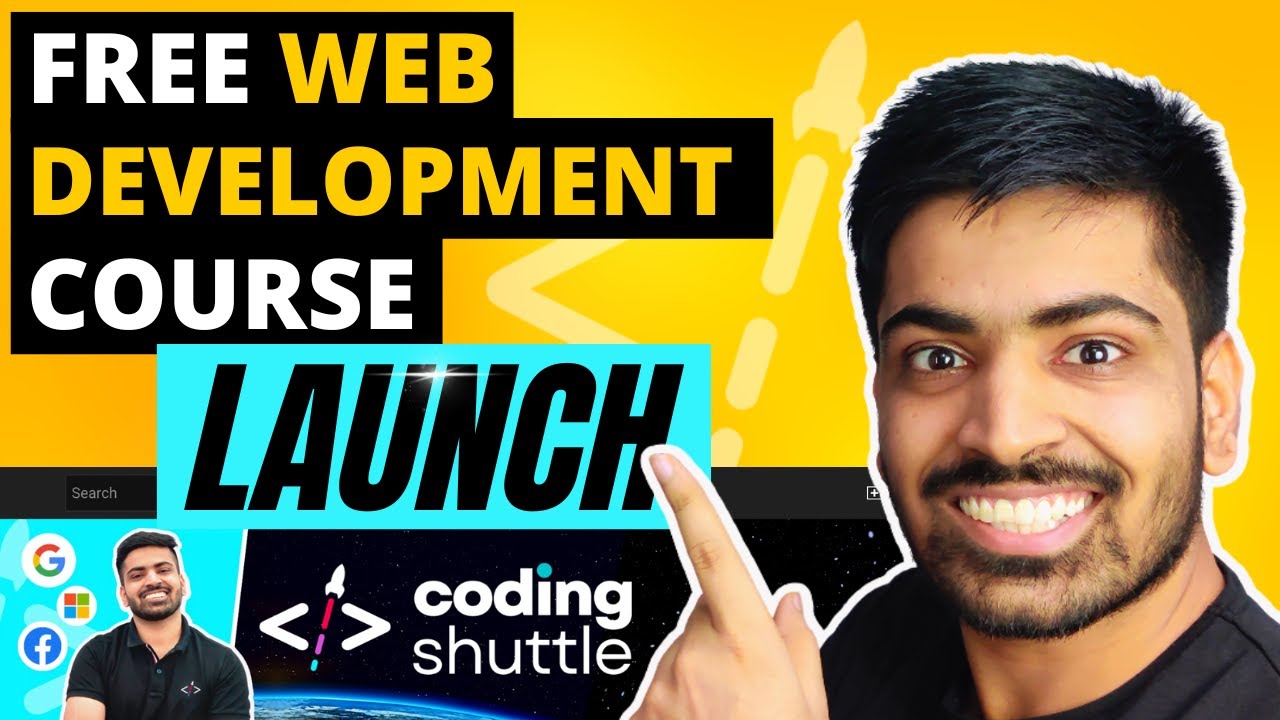 FREE WEB
DEVELOPMENT
COURSE
LAUNCH
Search
coding
shuttle